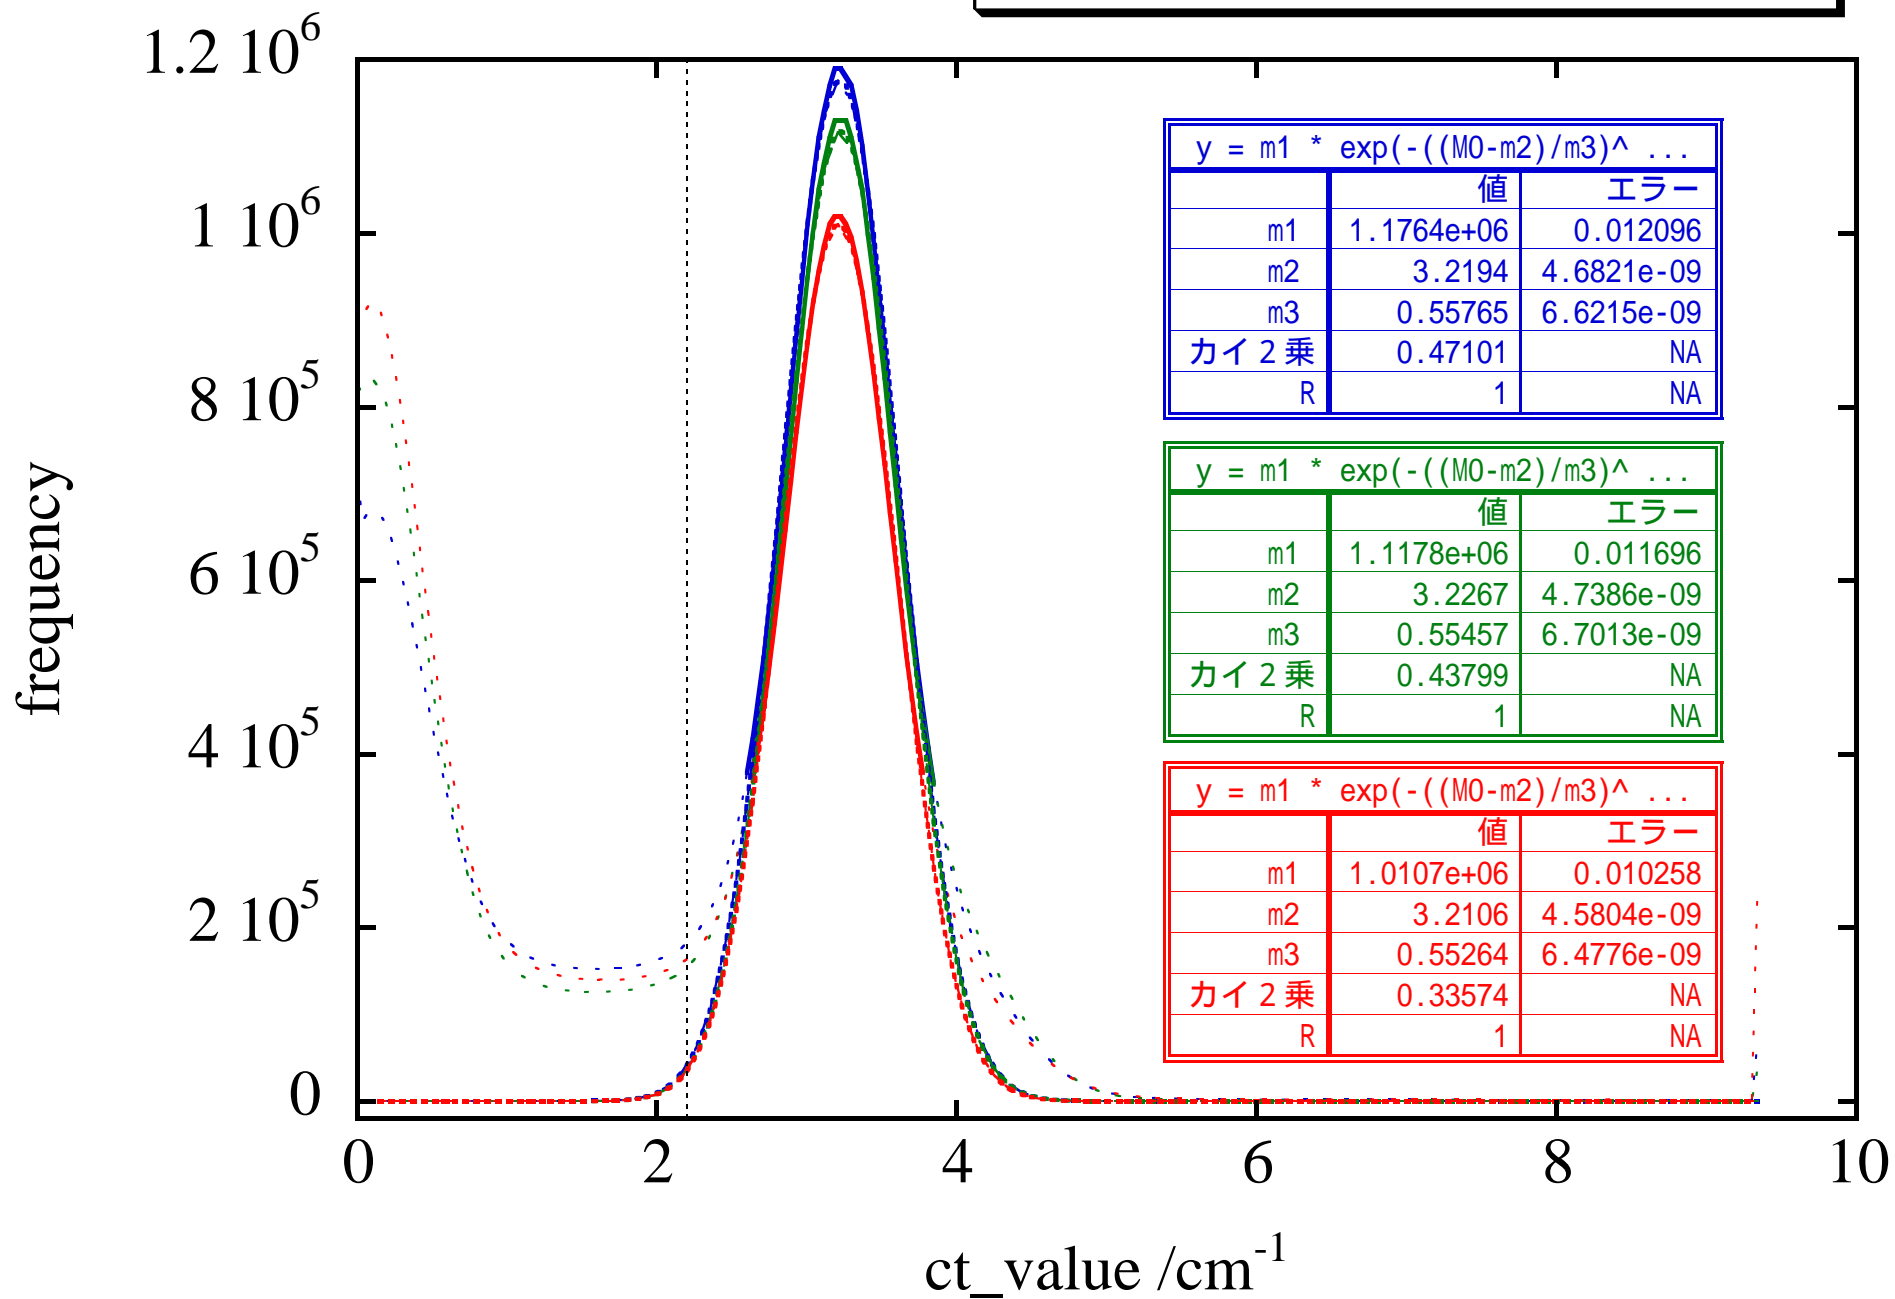 1.2 10^6
1 10^6
8 10^5
6 10^5
4 10^5
2 10^5
0
frequency
0 2 4 6 8 10
ct_value /cm^-1
y = m1 * exp(-((M0-m2)/m3)^ ...
値 エラー
m1 1.1764e+06 0.012096
m2 3.2194 4.6821e-09
m3 0.55765 6.6215e-09
カイ2乗 0.47101 NA
R 1 NA
y = m1 * exp(-((M0-m2)/m3)^ ...
値 エラー
m1 1.1178e+06 0.011696
m2 3.2267 4.7386e-09
m3 0.55457 6.7013e-09
カイ2乗 0.43799 NA
R 1 NA
y = m1 * exp(-((M0-m2)/m3)^ ...
値 エラー
m1 1.0107e+06 0.010258
m2 3.2106 4.5804e-09
m3 0.55264 6.4776e-09
カイ2乗 0.33574 NA
R 1 NA